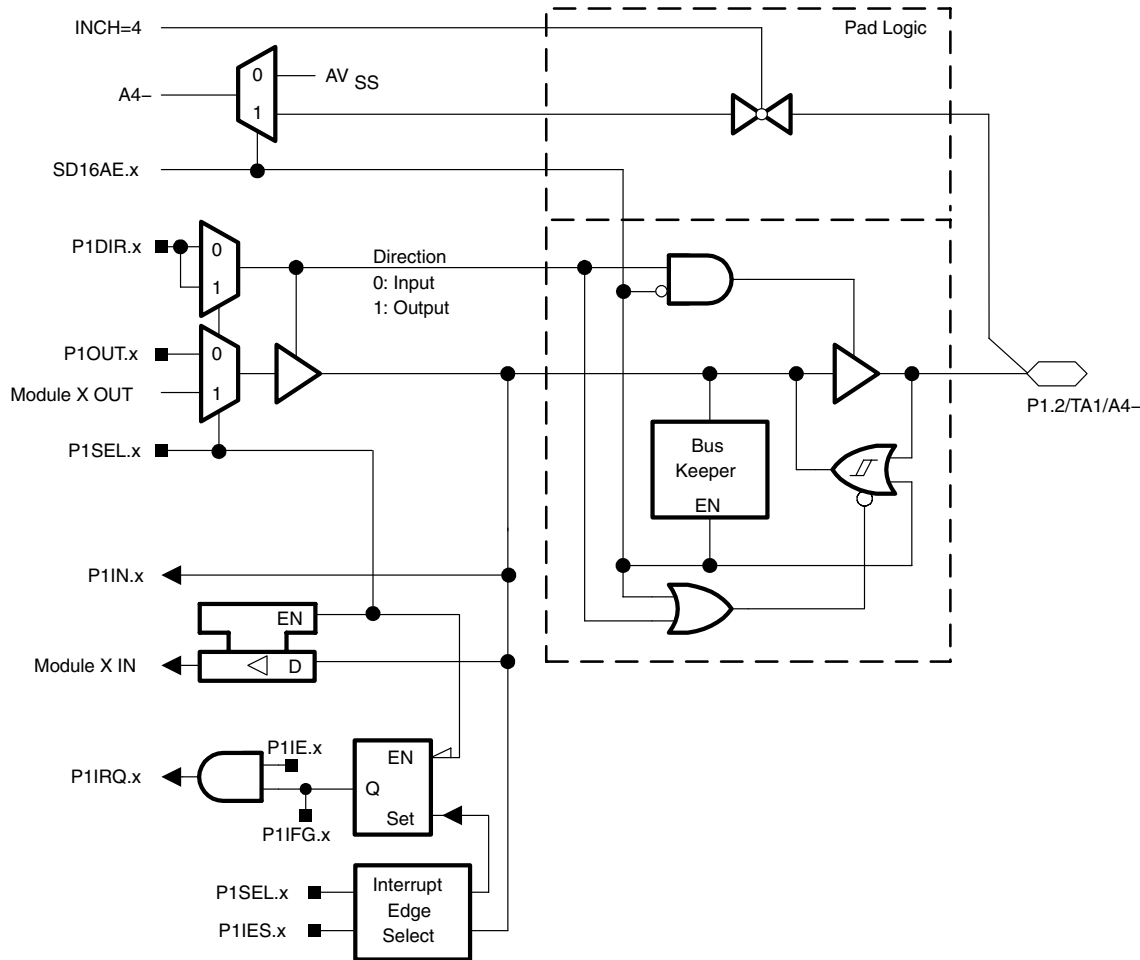 INCH=4
Pad Logic
0
AV SS
A4–
1
SD16AE.x
P1DIR.x
0
1
Direction
0: Input
1: Output
P1OUT.x
0
Module X OUT
1
P1.2/TA1/A4–
P1SEL.x
Bus
Keeper
EN
P1IN.x
EN
Module X IN
D
P1IE.x
EN
P1IRQ.x
Q
Set
P1IFG.x
P1SEL.x
P1IES.x
Interrupt
Edge
Select